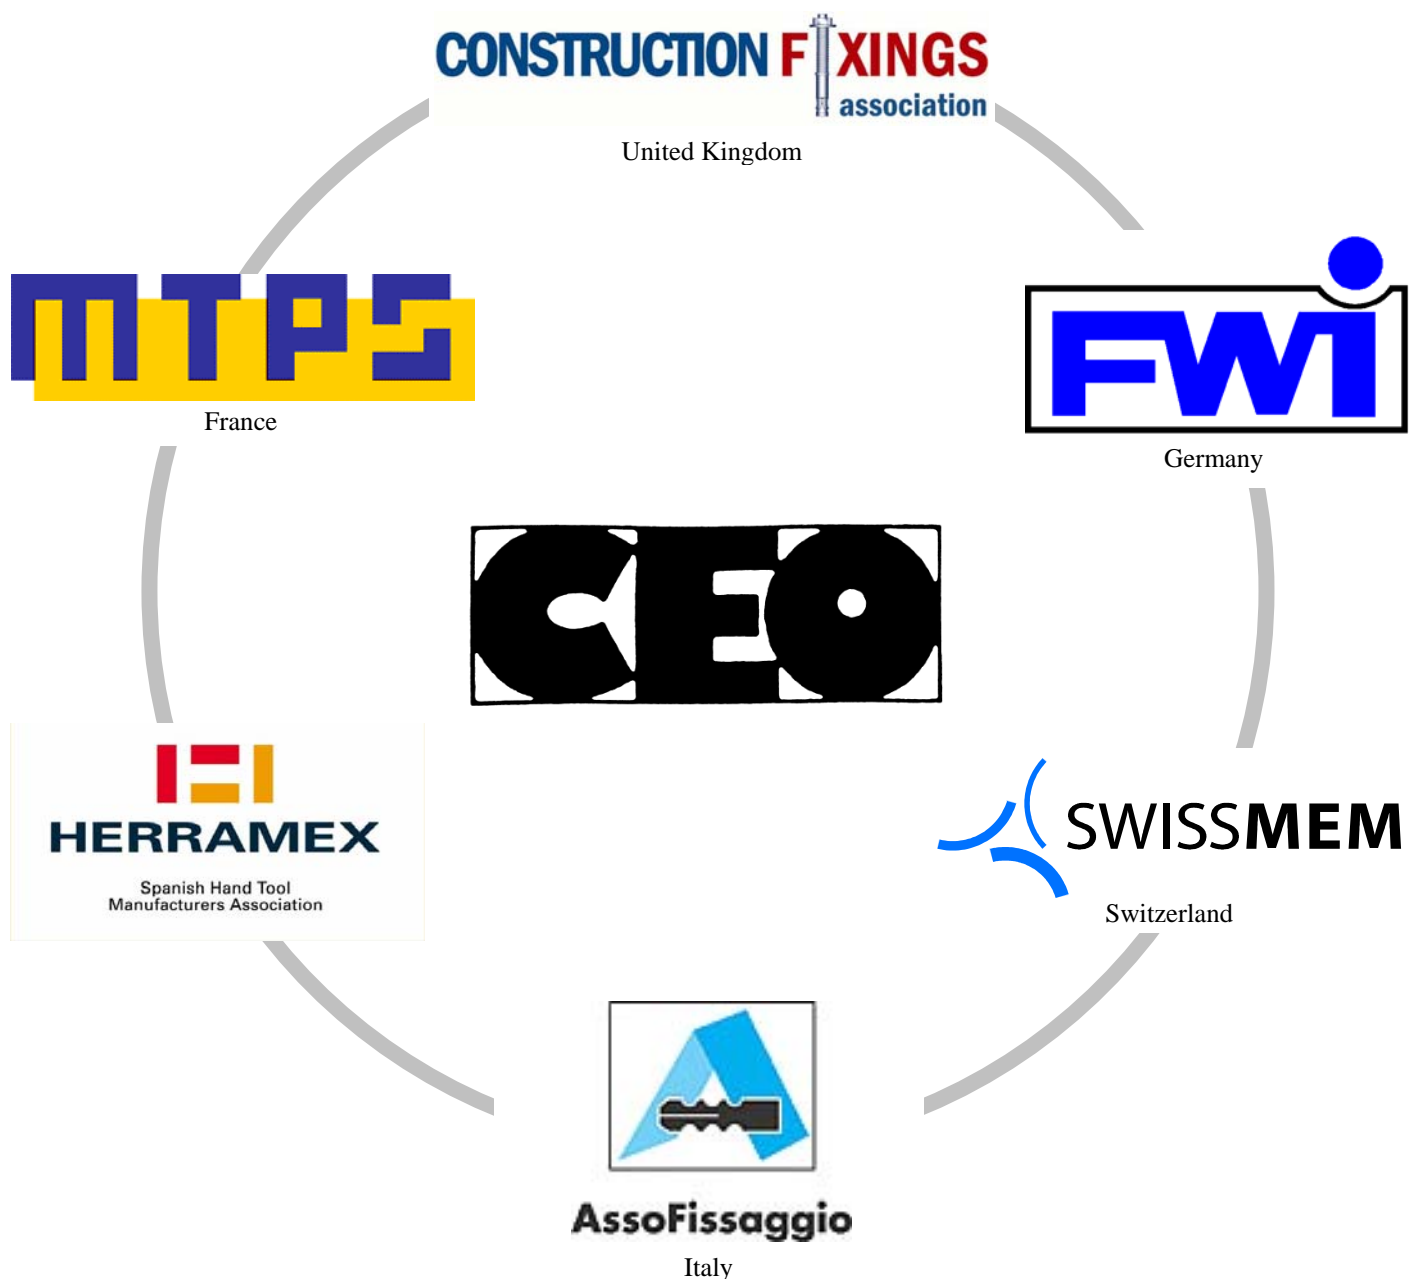 CONSTRUCTION FIXINGS
association
United Kingdom
MTPS
France
FWI
Germany
CEO
HERRAMEX
Spanish Hand Tool
Manufacturers Association
SWISSMEM
Switzerland
AssoFissaggio
Italy